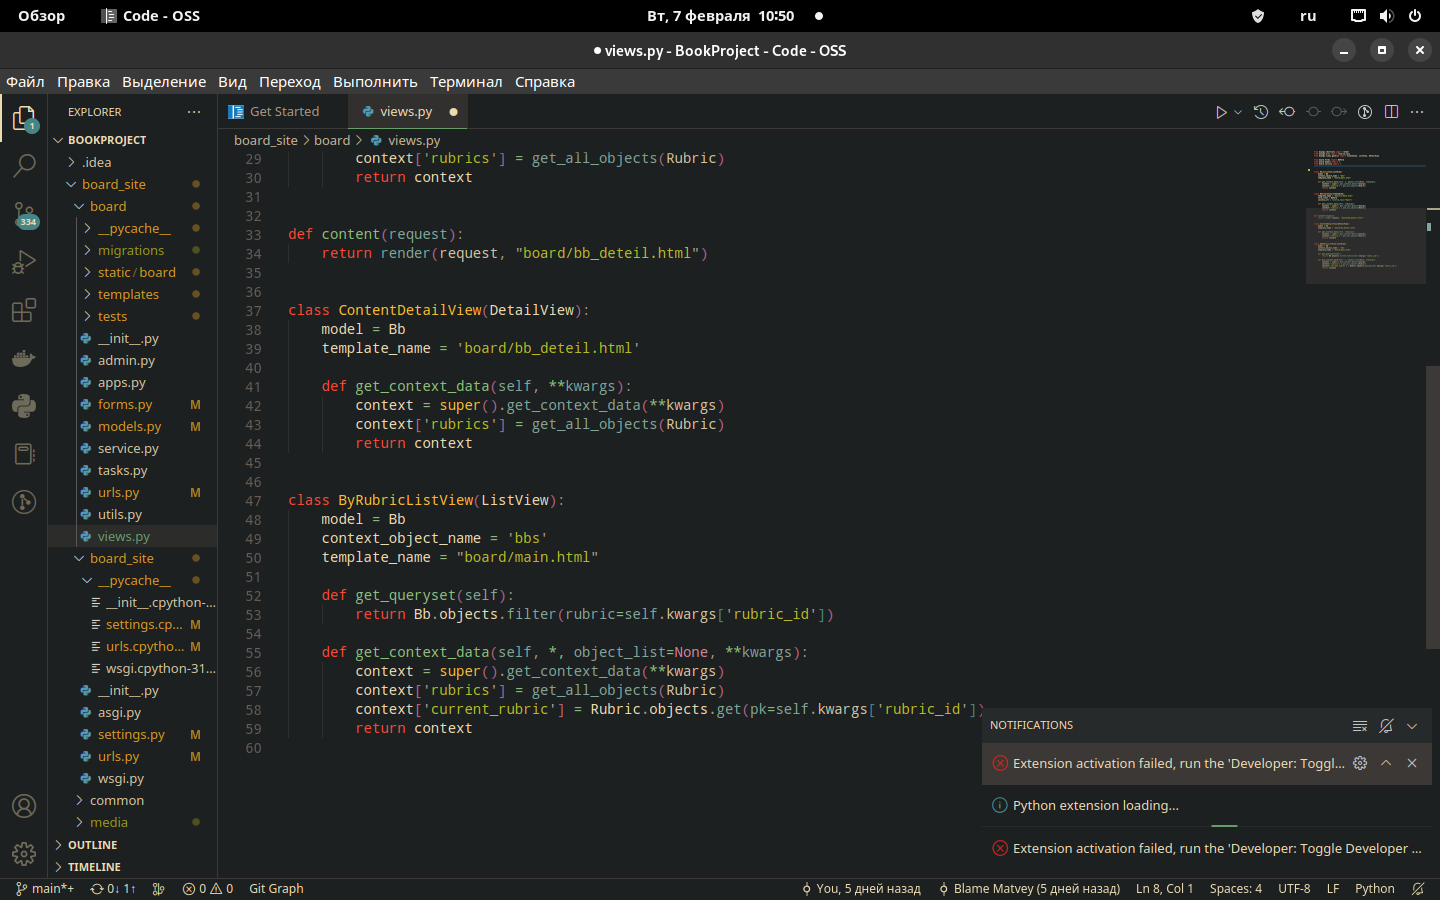 Обзор
Code - OSS
Вт, 7 февраля 10:50
ru
views.py - BookProject - Code - OSS
Файл Правка Выделение Вид Переход Выполнить Терминал Справка
EXPLORER
BOOKPROJECT
.idea
board_site
board
__pycache__
migrations
static/board
templates
tests
__init__.py
admin.py
apps.py
forms.py M
models.py M
service.py
tasks.py
urls.py M
utils.py
views.py
board_site
__pycache__
__init__.cpython-...
settings.cp... M
urls.cpytho... M
wsgi.cpython-31...
__init__.py
asgi.py
settings.py M
urls.py M
wsgi.py
common
media
OUTLINE
TIMELINE
1
334
Get Started
views.py
board_site > board > views.py
29 context['rubrics'] = get_all_objects(Rubric)
30 return context
31
32
33 def content(request):
34 return render(request, "board/bb_deteil.html")
35
36
37 class ContentDetailView(DetailView):
38 model = Bb
39 template_name = 'board/bb_deteil.html'
40
41 def get_context_data(self, **kwargs):
42 context = super().get_context_data(**kwargs)
43 context['rubrics'] = get_all_objects(Rubric)
44 return context
45
46
47 class ByRubricListView(ListView):
48 model = Bb
49 context_object_name = 'bbs'
50 template_name = "board/main.html"
51
52 def get_queryset(self):
53 return Bb.objects.filter(rubric=self.kwargs['rubric_id'])
54
55 def get_context_data(self, *, object_list=None, **kwargs):
56 context = super().get_context_data(**kwargs)
57 context['rubrics'] = get_all_objects(Rubric)
58 context['current_rubric'] = Rubric.objects.get(pk=self.kwargs['rubric_id'])
59 return context
60
NOTIFICATIONS
Extension activation failed, run the 'Developer: Toggl...
Python extension loading...
Extension activation failed, run the 'Developer: Toggle Developer ...
main*+ 0↓ 1↑ 0 0 Git Graph You, 5 дней назад Blame Matvey (5 дней назад) Ln 8, Col 1 Spaces: 4 UTF-8 LF Python